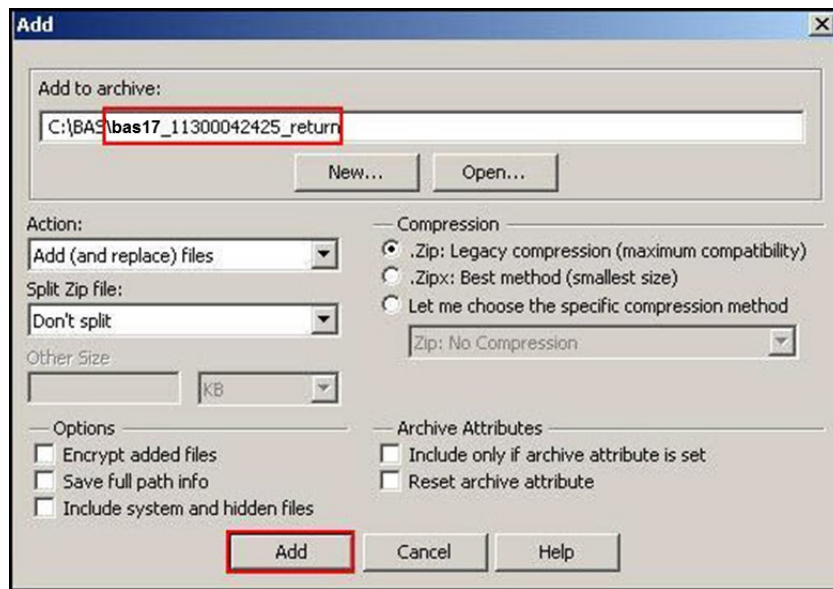 Add
Add to archive:
C:\BAS\bas17_11300042425_return
New... Open...
Action:
Add (and replace) files
Split Zip file:
Don't split
Other Size
KB
Compression
.Zip: Legacy compression (maximum compatibility)
.Zipx: Best method (smallest size)
Let me choose the specific compression method
Zip: No Compression
Options
Encrypt added files
Save full path info
Include system and hidden files
Archive Attributes
Include only if archive attribute is set
Reset archive attribute
Add Cancel Help